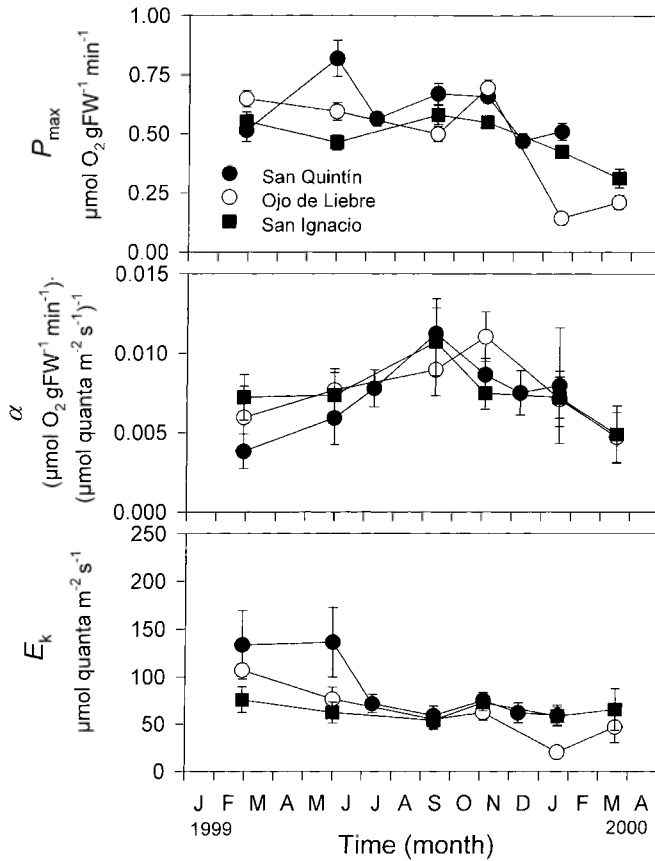 1.00
0.75
0.50
0.25
0.00
P max
µmol O2 gFW-1 min-1
San Quintín
Ojo de Liebre
San Ignacio
0.015
0.010
0.005
0.000
α
(µmol O2 gFW-1 min-1)·
(µmol quanta m-2 s-1)-1
250
200
150
100
50
0
Ek
µmol quanta m-2 s-1
J F M A M J J A S O N D J F M A
1999 2000
Time (month)